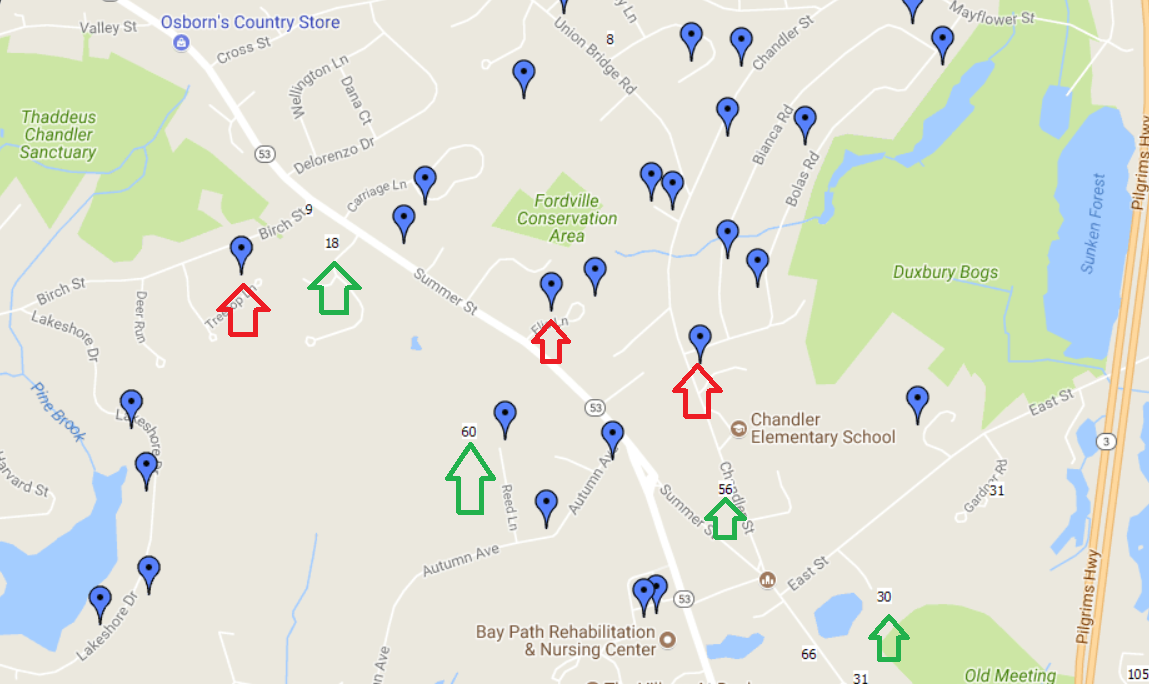 Osborn's Country Store
Valley St
Cross St
Union Bridge Rd
8
Chandler St
Mayflower St
Wellington Ln
Dana Ct
Thaddeus
Chandler
Sanctuary
53
Delorenzo Dr
Bianca Rd
Bolas Rd
Pilgrims Hwy
Carriage Ln
Fordville
Conservation
Area
Sunken Forest
9
Birch St
18
Duxbury Bogs
Summer St
Birch St
Deer Run
Lakeshore Dr
Pine Brook
53
Chandler
Elementary School
East St
3
60
Lakeshore Dr
Harvard St
Reed Ln
Autumn Ave
56
Chandler St
Gardner Rd
31
Summer St
Autumn Ave
East St
30
53
Pilgrims Hwy
Lakeshore Dr
Bay Path Rehabilitation
& Nursing Center
66
31
Old Meeting
105